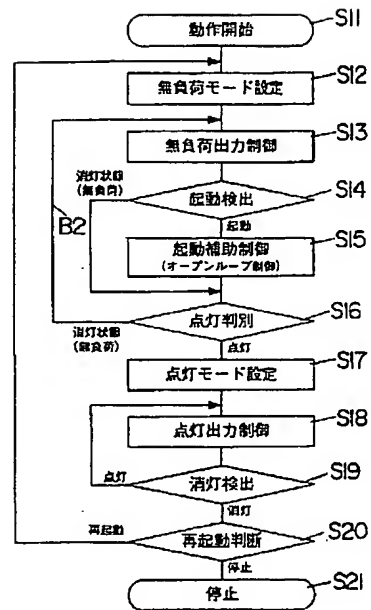 S11
動作開始
S12
無負荷モード設定
S13
無負荷出力制御
消灯状態
(無負荷)
S14
起動検出
起動
B2
S15
起動補助制御
(オープンループ制御)
S16
点灯判別
消灯状態
(無負荷)
点灯
S17
点灯モード設定
S18
点灯出力制御
S19
点灯
消灯検出
消灯
S20
再起動
再起動判断
停止
S21
停止